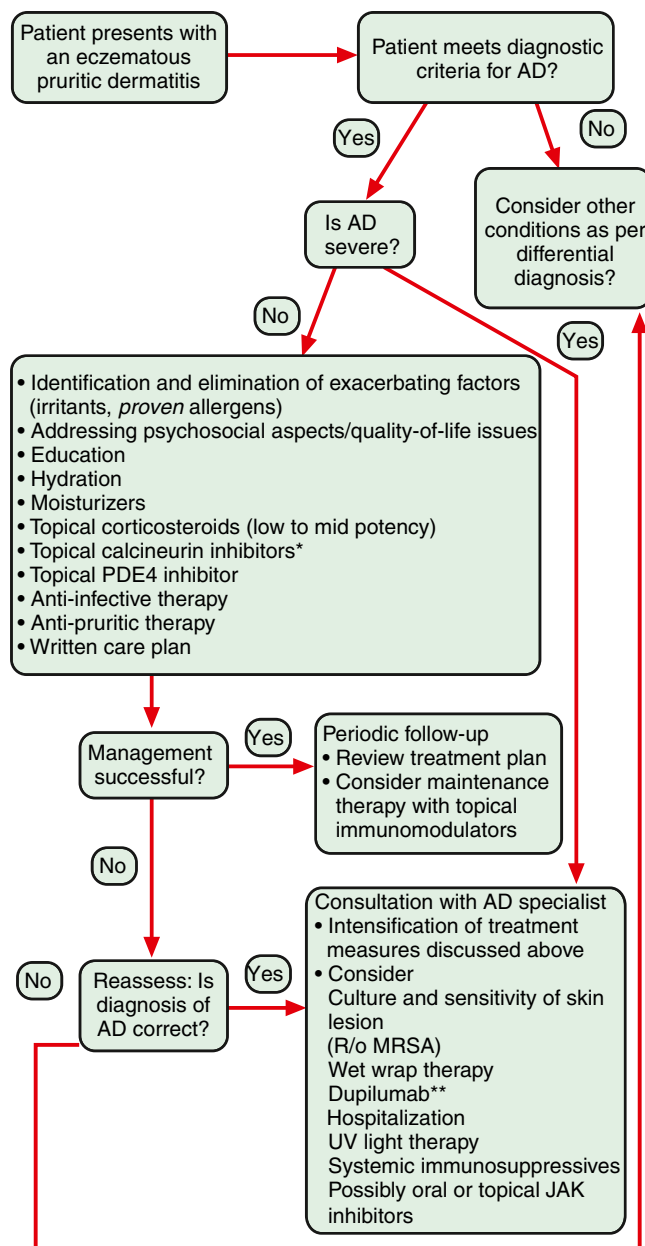 Patient presents with
an eczematous
pruritic dermatitis
Patient meets diagnostic
criteria for AD?
Yes
No
Is AD
severe?
Consider other
conditions as per
differential
diagnosis?
No
Yes
• Identification and elimination of exacerbating factors
(irritants, proven allergens)
• Addressing psychosocial aspects/quality-of-life issues
• Education
• Hydration
• Moisturizers
• Topical corticosteroids (low to mid potency)
• Topical calcineurin inhibitors*
• Topical PDE4 inhibitor
• Anti-infective therapy
• Anti-pruritic therapy
• Written care plan
Management
successful?
Yes
Periodic follow-up
• Review treatment plan
• Consider maintenance
therapy with topical
immunomodulators
No
Reassess: Is
diagnosis of
AD correct?
No
Yes
Consultation with AD specialist
• Intensification of treatment
measures discussed above
• Consider
Culture and sensitivity of skin
lesion
(R/o MRSA)
Wet wrap therapy
Dupilumab**
Hospitalization
UV light therapy
Systemic immunosuppressives
Possibly oral or topical JAK
inhibitors